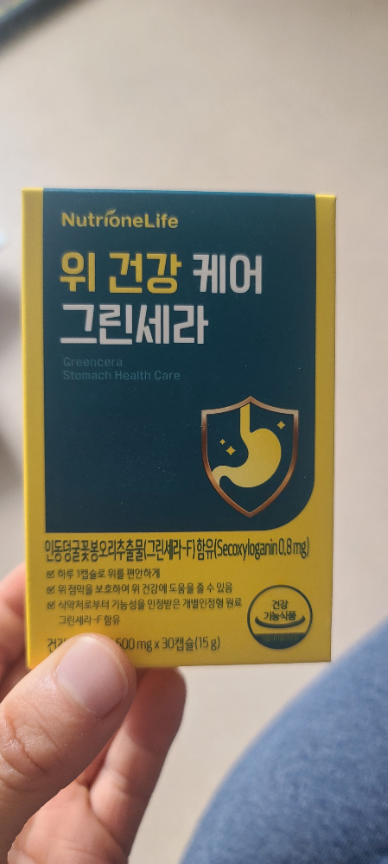 NutrioneLife
위 건강 케어
그린세라
Greencera
Stomach Health Care
인동덩굴꽃봉오리추출물(그린세라-F) 함유(Secoxyloganin 0.8 mg)
하루 1캡슐로 위를 편안하게
위 점막을 보호하여 위 건강에 도움을 줄 수 있음
식약처로부터 기능성을 인정받은 개별인정형 원료
그린세라-F 함유
건강
기능식품
500 mg x 30캡슐(15 g)